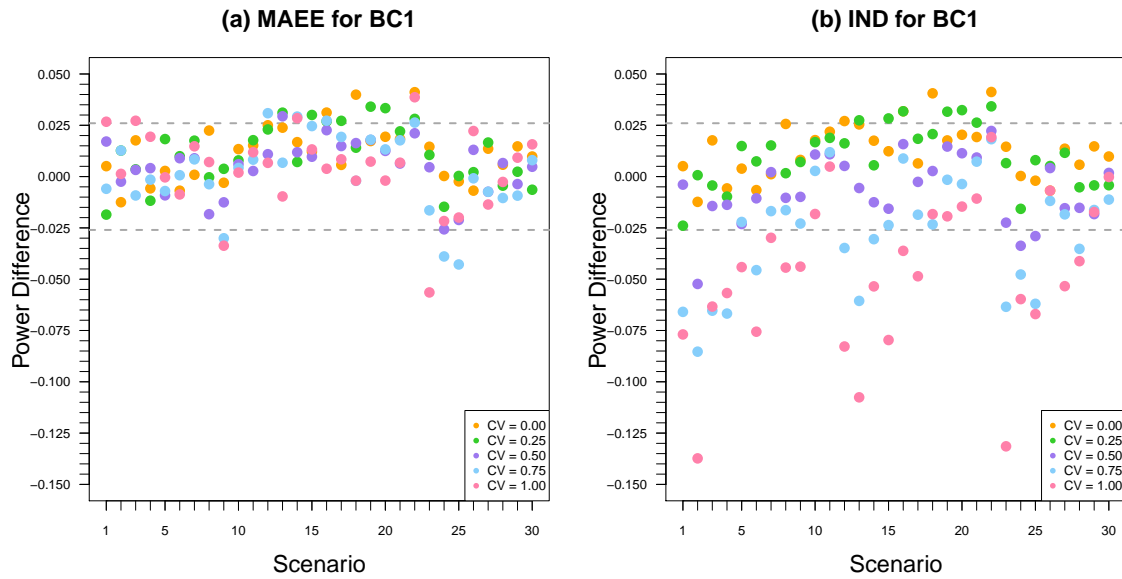 (a) MAEE for BC1
Power Difference
0.050
0.025
0.000
−0.025
−0.050
−0.075
−0.100
−0.125
−0.150
CV = 0.00
CV = 0.25
CV = 0.50
CV = 0.75
CV = 1.00
1 5 10 15 20 25 30
Scenario
(b) IND for BC1
Power Difference
0.050
0.025
0.000
−0.025
−0.050
−0.075
−0.100
−0.125
−0.150
CV = 0.00
CV = 0.25
CV = 0.50
CV = 0.75
CV = 1.00
1 5 10 15 20 25 30
Scenario